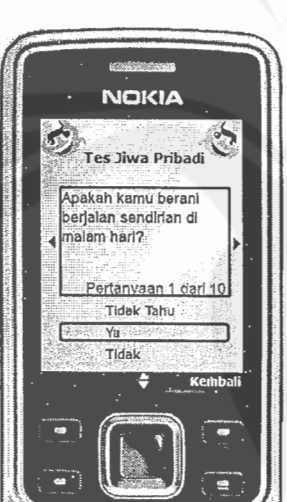 NOKIA
Tes Jiwa Pribadi
Apakah kamu berani
berjalan sendirian di
malam hari?
Pertanyaan 1 dari 10
Tidak Tahu
Ya
Tidak
Kembali